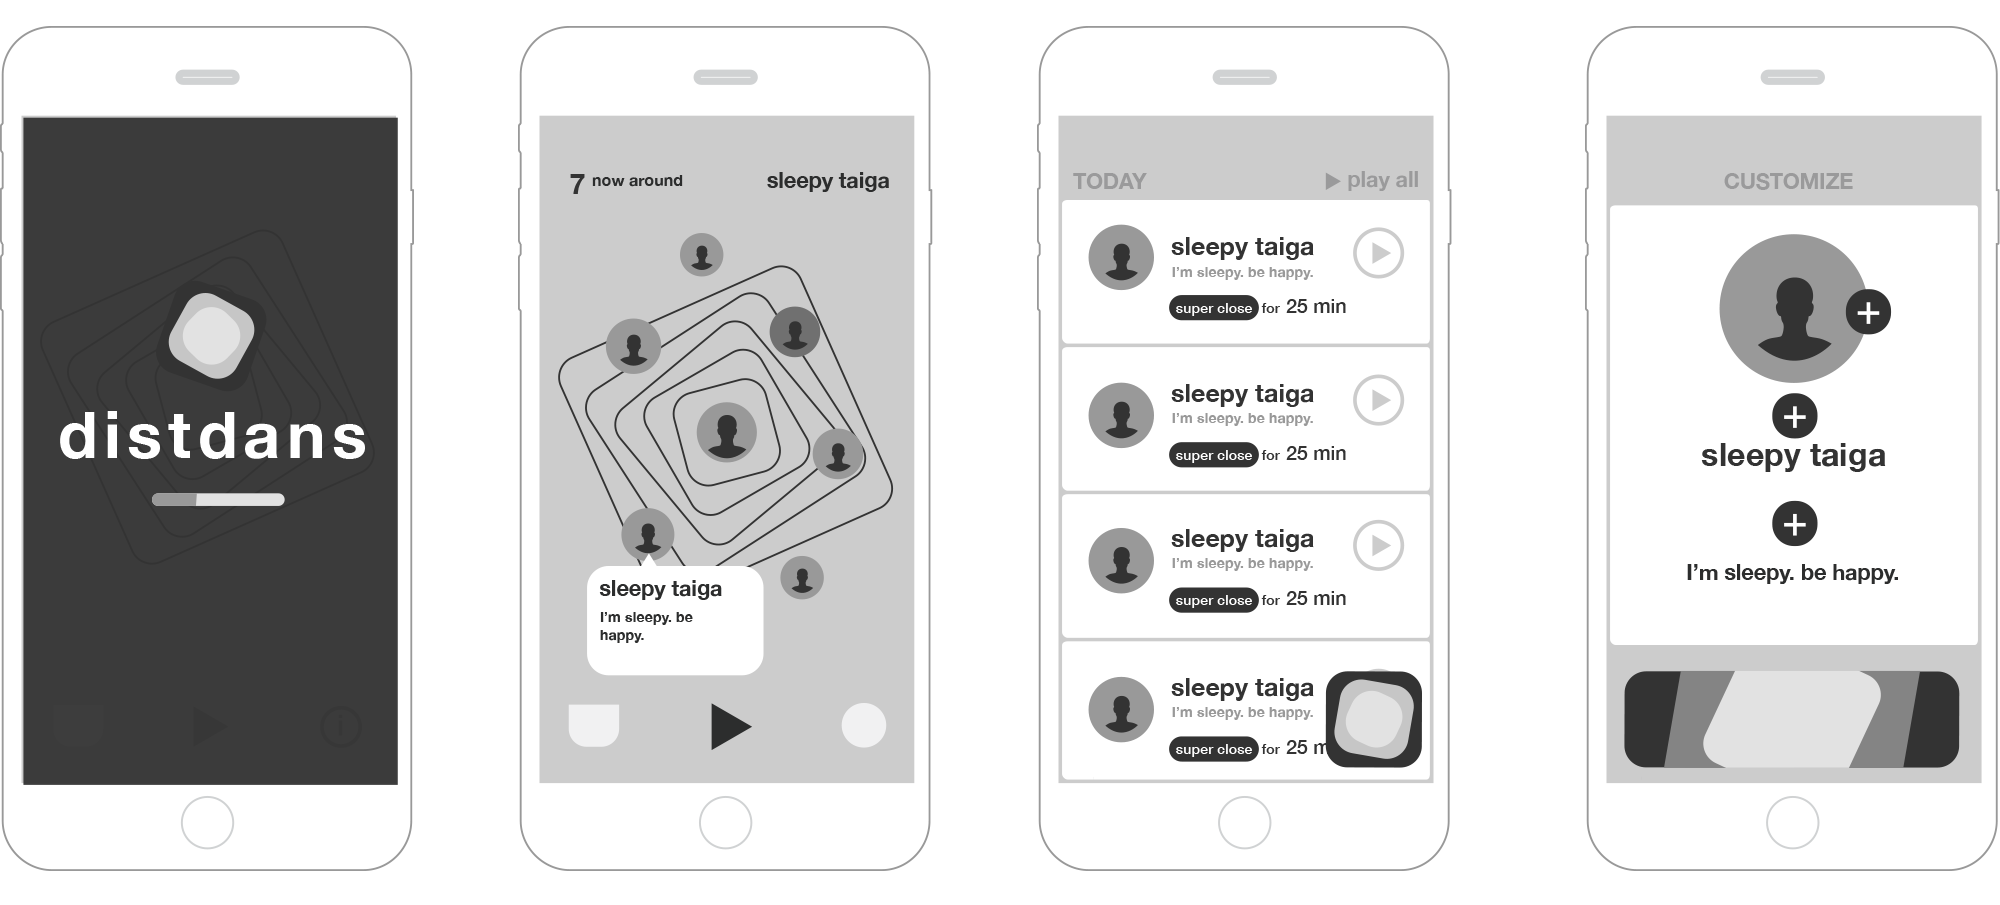 distdans
i
7 now around
sleepy taiga
sleepy taiga
I'm sleepy. be
happy.
TODAY
play all
sleepy taiga
I'm sleepy. be happy.
super close for 25 min
sleepy taiga
I'm sleepy. be happy.
super close for 25 min
sleepy taiga
I'm sleepy. be happy.
super close for 25 min
sleepy taiga
I'm sleepy. be happy.
super close for 25 m
CUSTOMIZE
+
+
sleepy taiga
+
I'm sleepy. be happy.